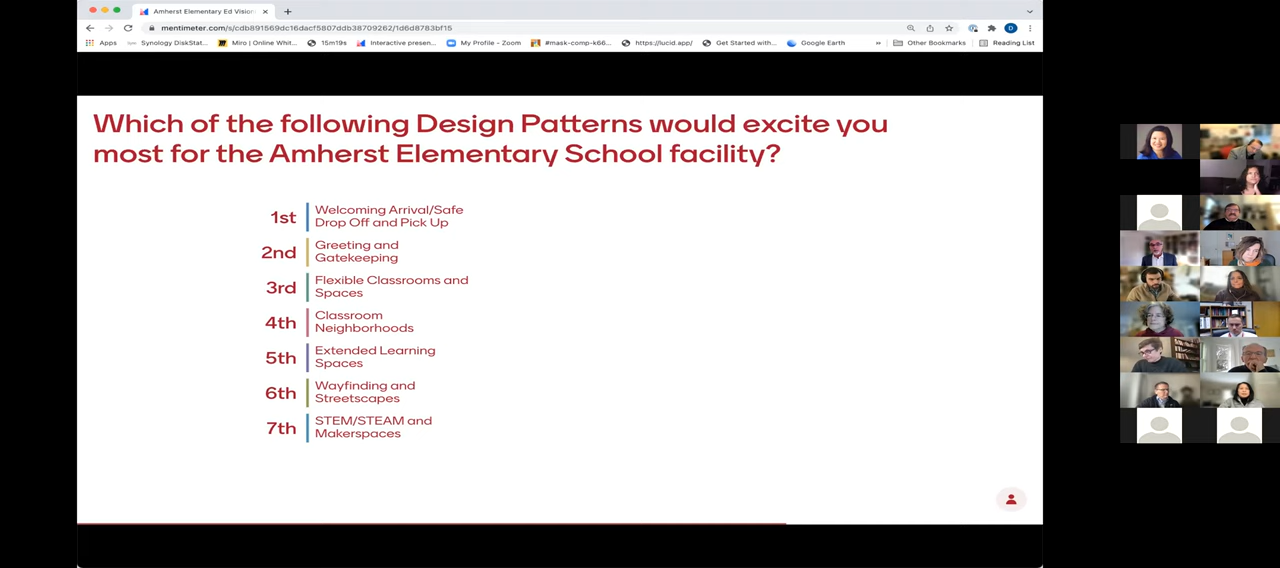 Amherst Elementary Ed Visio
mentimeter.com/s/cdb891569dc16dacf5807ddb38709262/1d6d8783bf15
D
Apps Synology DiskStat... Miro | Online Whit... 15m19s Interactive presen... My Profile - Zoom #mask-comp-k66... https://lucid.app/ Get Started with... Google Earth » Other Bookmarks Reading List
Which of the following Design Patterns would excite you
most for the Amherst Elementary School facility?
1st Welcoming Arrival/Safe
Drop Off and Pick Up
2nd Greeting and
Gatekeeping
3rd Flexible Classrooms and
Spaces
4th Classroom
Neighborhoods
5th Extended Learning
Spaces
6th Wayfinding and
Streetscapes
7th STEM/STEAM and
Makerspaces